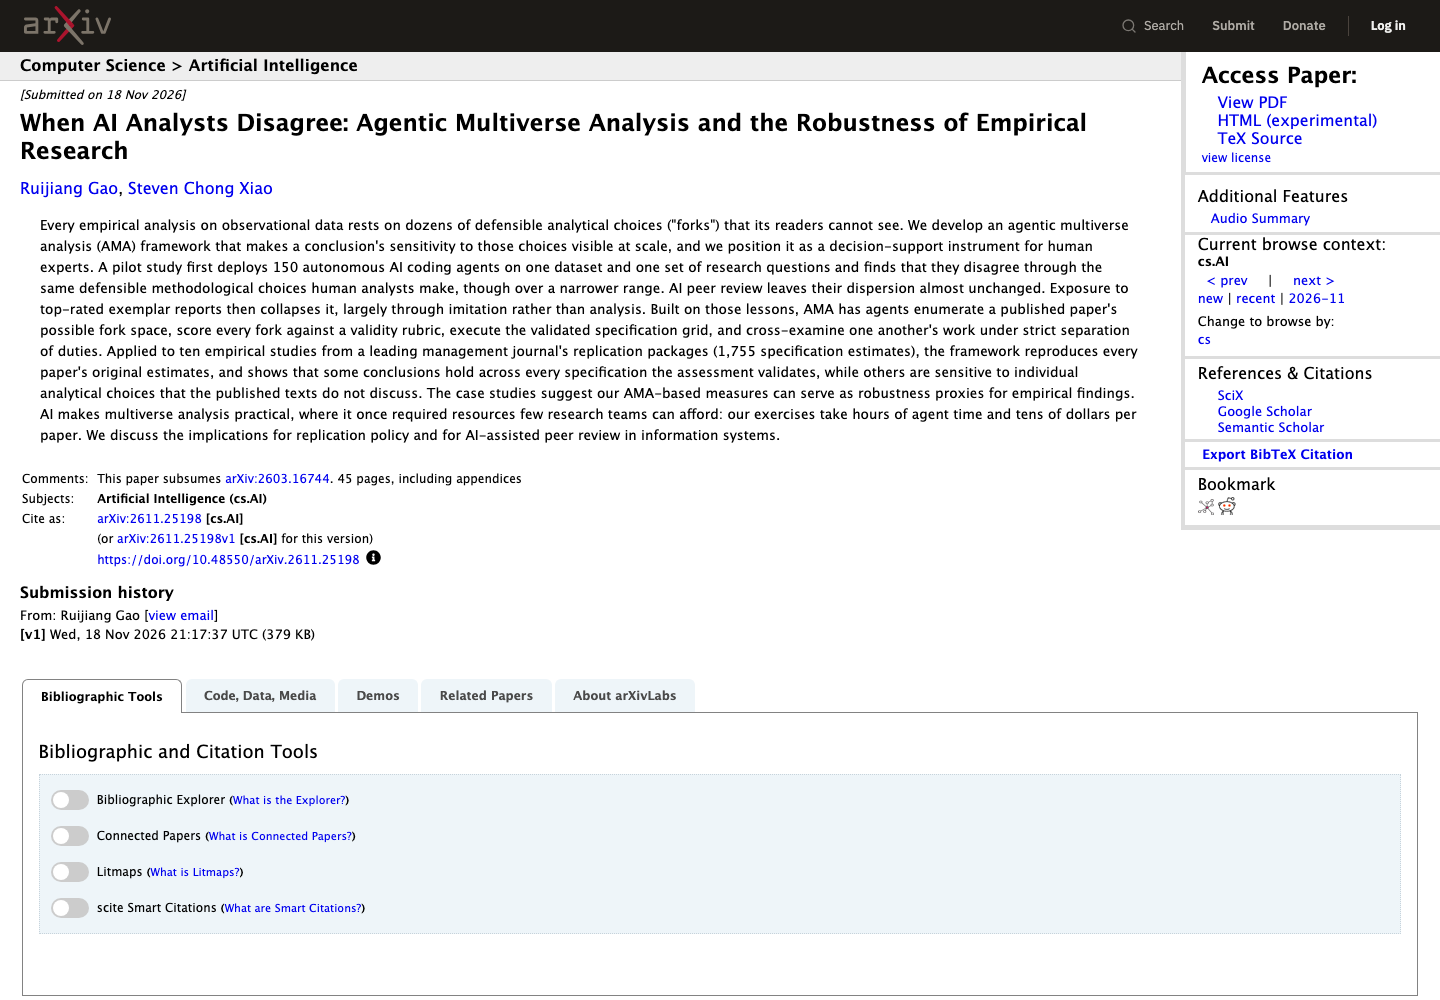 arXiv
Search
Submit
Donate
Log in
Computer Science > Artificial Intelligence
[Submitted on 18 Nov 2026]
When AI Analysts Disagree: Agentic Multiverse Analysis and the Robustness of Empirical
Research
Ruijiang Gao, Steven Chong Xiao
Every empirical analysis on observational data rests on dozens of defensible analytical choices ("forks") that its readers cannot see. We develop an agentic multiverse
analysis (AMA) framework that makes a conclusion's sensitivity to those choices visible at scale, and we position it as a decision-support instrument for human
experts. A pilot study first deploys 150 autonomous AI coding agents on one dataset and one set of research questions and finds that they disagree through the
same defensible methodological choices human analysts make, though over a narrower range. AI peer review leaves their dispersion almost unchanged. Exposure to
top-rated exemplar reports then collapses it, largely through imitation rather than analysis. Built on those lessons, AMA has agents enumerate a published paper's
possible fork space, score every fork against a validity rubric, execute the validated specification grid, and cross-examine one another's work under strict separation
of duties. Applied to ten empirical studies from a leading management journal's replication packages (1,755 specification estimates), the framework reproduces every
paper's original estimates, and shows that some conclusions hold across every specification the assessment validates, while others are sensitive to individual
analytical choices that the published texts do not discuss. The case studies suggest our AMA-based measures can serve as robustness proxies for empirical findings.
AI makes multiverse analysis practical, where it once required resources few research teams can afford: our exercises take hours of agent time and tens of dollars per
paper. We discuss the implications for replication policy and for AI-assisted peer review in information systems.
Comments: This paper subsumes arXiv:2603.16744. 45 pages, including appendices
Subjects: Artificial Intelligence (cs.AI)
Cite as: arXiv:2611.25198 [cs.AI]
(or arXiv:2611.25198v1 [cs.AI] for this version)
https://doi.org/10.48550/arXiv.2611.25198
Submission history
From: Ruijiang Gao [view email]
[v1] Wed, 18 Nov 2026 21:17:37 UTC (379 KB)
Access Paper:
View PDF
HTML (experimental)
TeX Source
view license
Additional Features
Audio Summary
Current browse context:
cs.AI
< prev | next >
new | recent | 2026-11
Change to browse by:
cs
References & Citations
SciX
Google Scholar
Semantic Scholar
Export BibTeX Citation
Bookmark
Bibliographic Tools
Code, Data, Media
Demos
Related Papers
About arXivLabs
Bibliographic and Citation Tools
Bibliographic Explorer (What is the Explorer?)
Connected Papers (What is Connected Papers?)
Litmaps (What is Litmaps?)
scite Smart Citations (What are Smart Citations?)